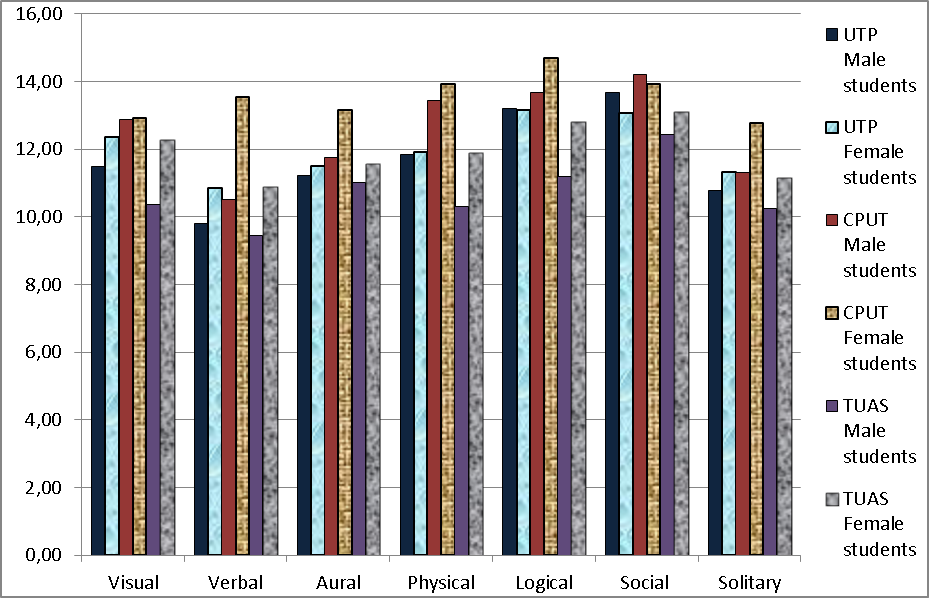 16,00
14,00
12,00
10,00
8,00
6,00
4,00
2,00
0,00
Visual
Verbal
Aural
Physical
Logical
Social
Solitary
UTP
Male
students
UTP
Female
students
CPUT
Male
students
CPUT
Female
students
TUAS
Male
students
TUAS
Female
students